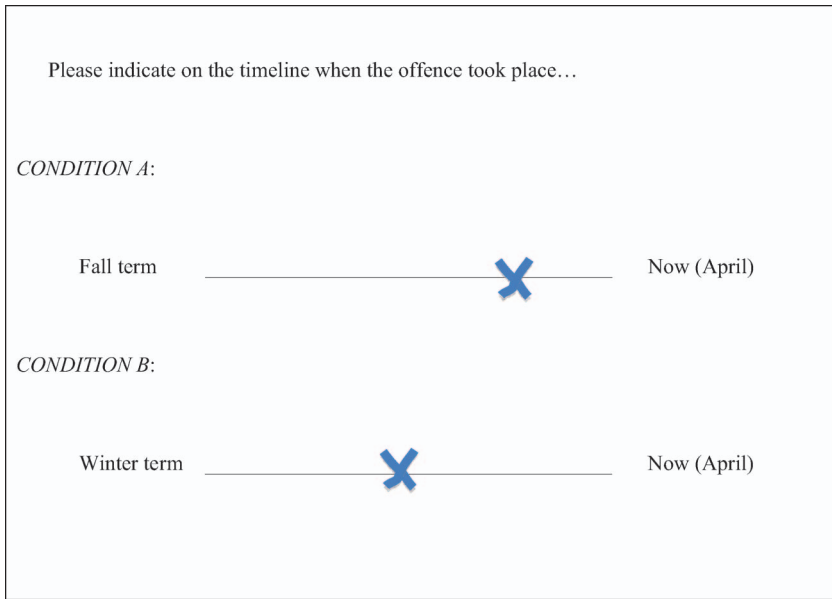 Please indicate on the timeline when the offence took place…
CONDITION A:
Fall term Now (April)
CONDITION B:
Winter term Now (April)